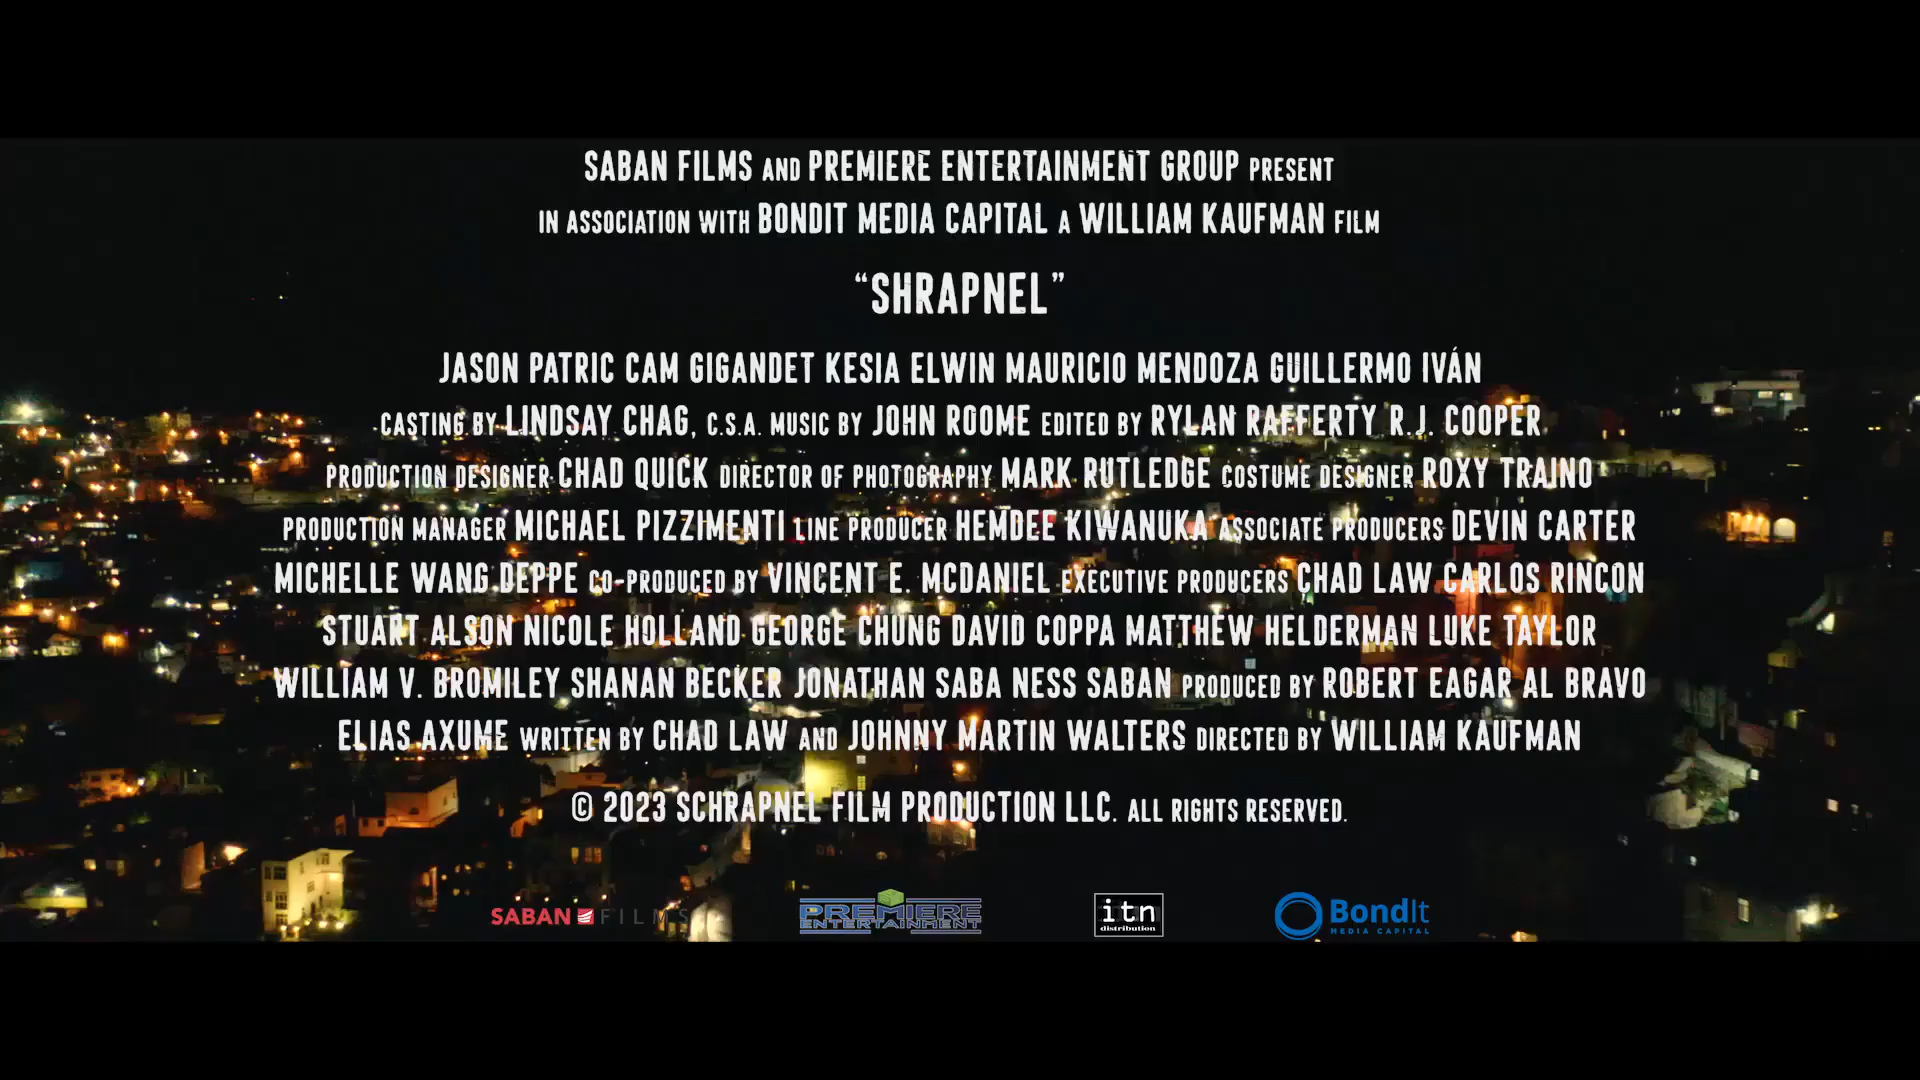 SABAN FILMS AND PREMIERE ENTERTAINMENT GROUP PRESENT
IN ASSOCIATION WITH BONDIT MEDIA CAPITAL A WILLIAM KAUFMAN FILM
“SHRAPNEL”
JASON PATRIC CAM GIGANDET KESIA ELWIN MAURICIO MENDOZA GUILLERMO IVÁN
CASTING BY LINDSAY CHAG, C.S.A. MUSIC BY JOHN ROOME EDITED BY RYLAN RAFFERTY R.J. COOPER
PRODUCTION DESIGNER CHAD QUICK DIRECTOR OF PHOTOGRAPHY MARK RUTLEDGE COSTUME DESIGNER ROXY TRAINO
PRODUCTION MANAGER MICHAEL PIZZIMENTI LINE PRODUCER HEMDEE KIWANUKA ASSOCIATE PRODUCERS DEVIN CARTER
MICHELLE WANG DEPPE CO-PRODUCED BY VINCENT E. MCDANIEL EXECUTIVE PRODUCERS CHAD LAW CARLOS RINCON
STUART ALSON NICOLE HOLLAND GEORGE CHUNG DAVID COPPA MATTHEW HELDERMAN LUKE TAYLOR
WILLIAM V. BROMILEY SHANAN BECKER JONATHAN SABA NESS SABAN PRODUCED BY ROBERT EAGAR AL BRAVO
ELIAS AXUME WRITTEN BY CHAD LAW AND JOHNNY MARTIN WALTERS DIRECTED BY WILLIAM KAUFMAN
© 2023 SCHRAPNEL FILM PRODUCTION LLC. ALL RIGHTS RESERVED.
SABAN FILMS
PREMIERE
ENTERTAINMENT
itn
distribution
BondIt
MEDIA CAPITAL